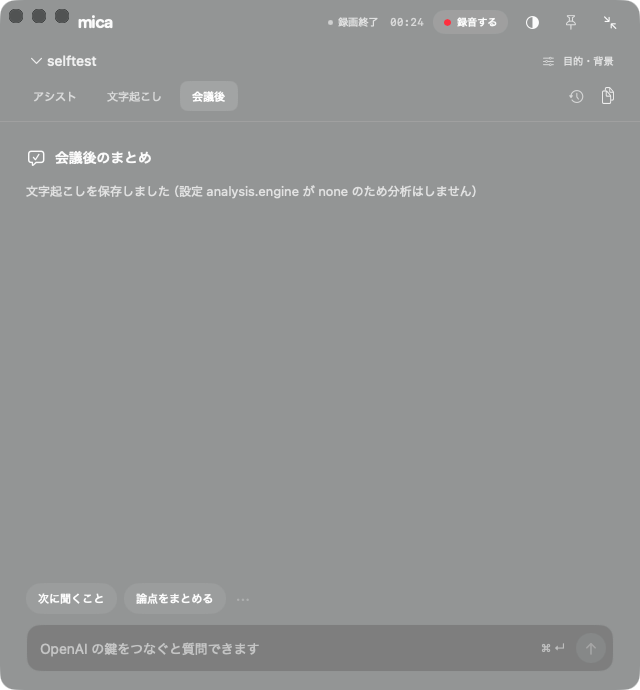 mica
録画終了 00:24 録音する
selftest
目的・背景
アシスト 文字起こし 会議後
会議後のまとめ
文字起こしを保存しました（設定 analysis.engine が none のため分析はしません）
次に聞くこと 論点をまとめる ···
OpenAI の鍵をつなぐと質問できます ⌘↵